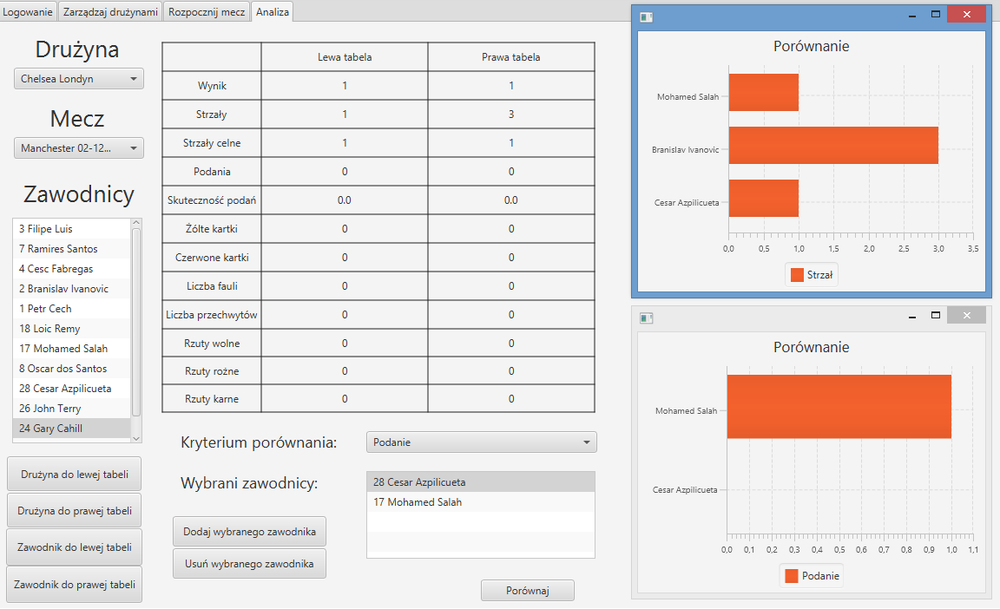 Logowanie Zarządzaj drużynami Rozpocznij mecz Analiza
Drużyna
Chelsea Londyn
Mecz
Manchester 02-12...
Zawodnicy
3 Filipe Luis
7 Ramires Santos
4 Cesc Fabregas
2 Branislav Ivanovic
1 Petr Cech
18 Loic Remy
17 Mohamed Salah
8 Oscar dos Santos
28 Cesar Azpilicueta
26 John Terry
24 Gary Cahill
Drużyna do lewej tabeli
Drużyna do prawej tabeli
Zawodnik do lewej tabeli
Zawodnik do prawej tabeli
Lewa tabela Prawa tabela
Wynik 1 1
Strzały 1 3
Strzały celne 1 1
Podania 0 0
Skuteczność podań 0.0 0.0
Żółte kartki 0 0
Czerwone kartki 0 0
Liczba fauli 0 0
Liczba przechwytów 0 0
Rzuty wolne 0 0
Rzuty rożne 0 0
Rzuty karne 0 0
Kryterium porównania: Podanie
Wybrani zawodnicy:
28 Cesar Azpilicueta
17 Mohamed Salah
Dodaj wybranego zawodnika
Usuń wybranego zawodnika
Porównaj
Porównanie
Mohamed Salah
Branislav Ivanovic
Cesar Azpilicueta
0,0 0,5 1,0 1,5 2,0 2,5 3,0 3,5
Strzał
Porównanie
Mohamed Salah
Cesar Azpilicueta
0,0 0,1 0,2 0,3 0,4 0,5 0,6 0,7 0,8 0,9 1,0 1,1
Podanie